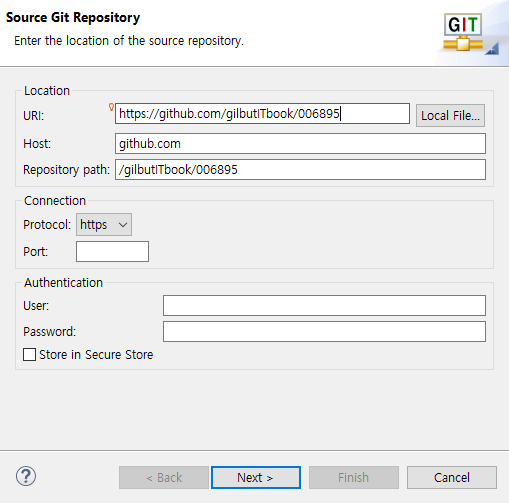 Source Git Repository
Enter the location of the source repository.
GIT
Location
URI: https://github.com/gilbutITbook/006895 Local File...
Host: github.com
Repository path: /gilbutITbook/006895
Connection
Protocol: https
Port:
Authentication
User:
Password:
Store in Secure Store
? < Back Next > Finish Cancel